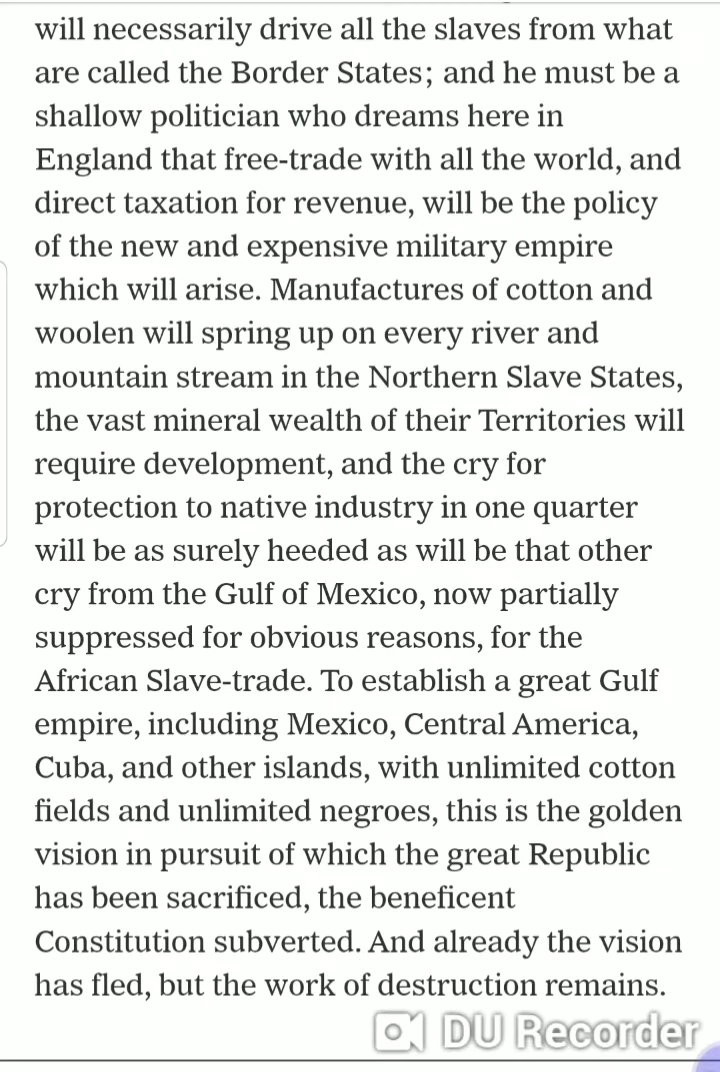 will necessarily drive all the slaves from what
are called the Border States; and he must be a
shallow politician who dreams here in
England that free-trade with all the world, and
direct taxation for revenue, will be the policy
of the new and expensive military empire
which will arise. Manufactures of cotton and
woolen will spring up on every river and
mountain stream in the Northern Slave States,
the vast mineral wealth of their Territories will
require development, and the cry for
protection to native industry in one quarter
will be as surely heeded as will be that other
cry from the Gulf of Mexico, now partially
suppressed for obvious reasons, for the
African Slave-trade. To establish a great Gulf
empire, including Mexico, Central America,
Cuba, and other islands, with unlimited cotton
fields and unlimited negroes, this is the golden
vision in pursuit of which the great Republic
has been sacrificed, the beneficent
Constitution subverted. And already the vision
has fled, but the work of destruction remains.
DU Recorder